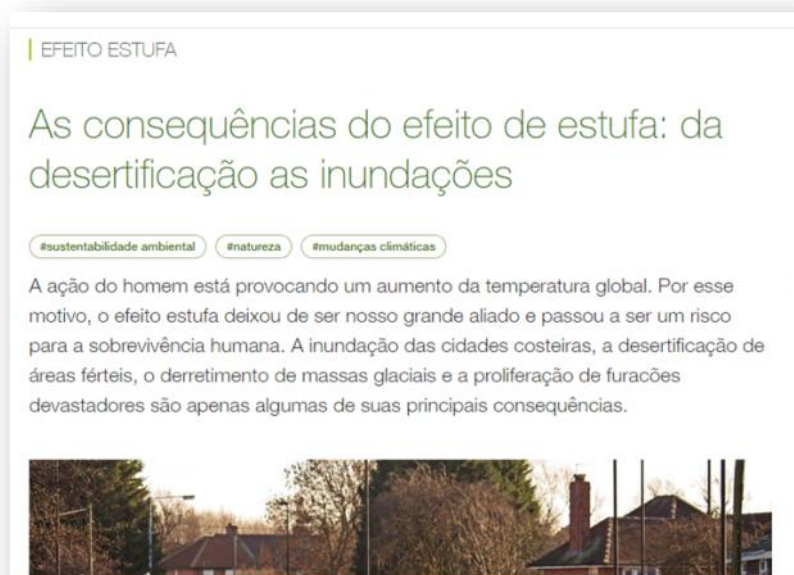 EFEITO ESTUFA
As consequências do efeito de estufa: da
desertificação as inundações
#sustentabilidade ambiental #natureza #mudanças climáticas
A ação do homem está provocando um aumento da temperatura global. Por esse
motivo, o efeito estufa deixou de ser nosso grande aliado e passou a ser um risco
para a sobrevivência humana. A inundação das cidades costeiras, a desertificação de
áreas férteis, o derretimento de massas glaciais e a proliferação de furacões
devastadores são apenas algumas de suas principais consequências.